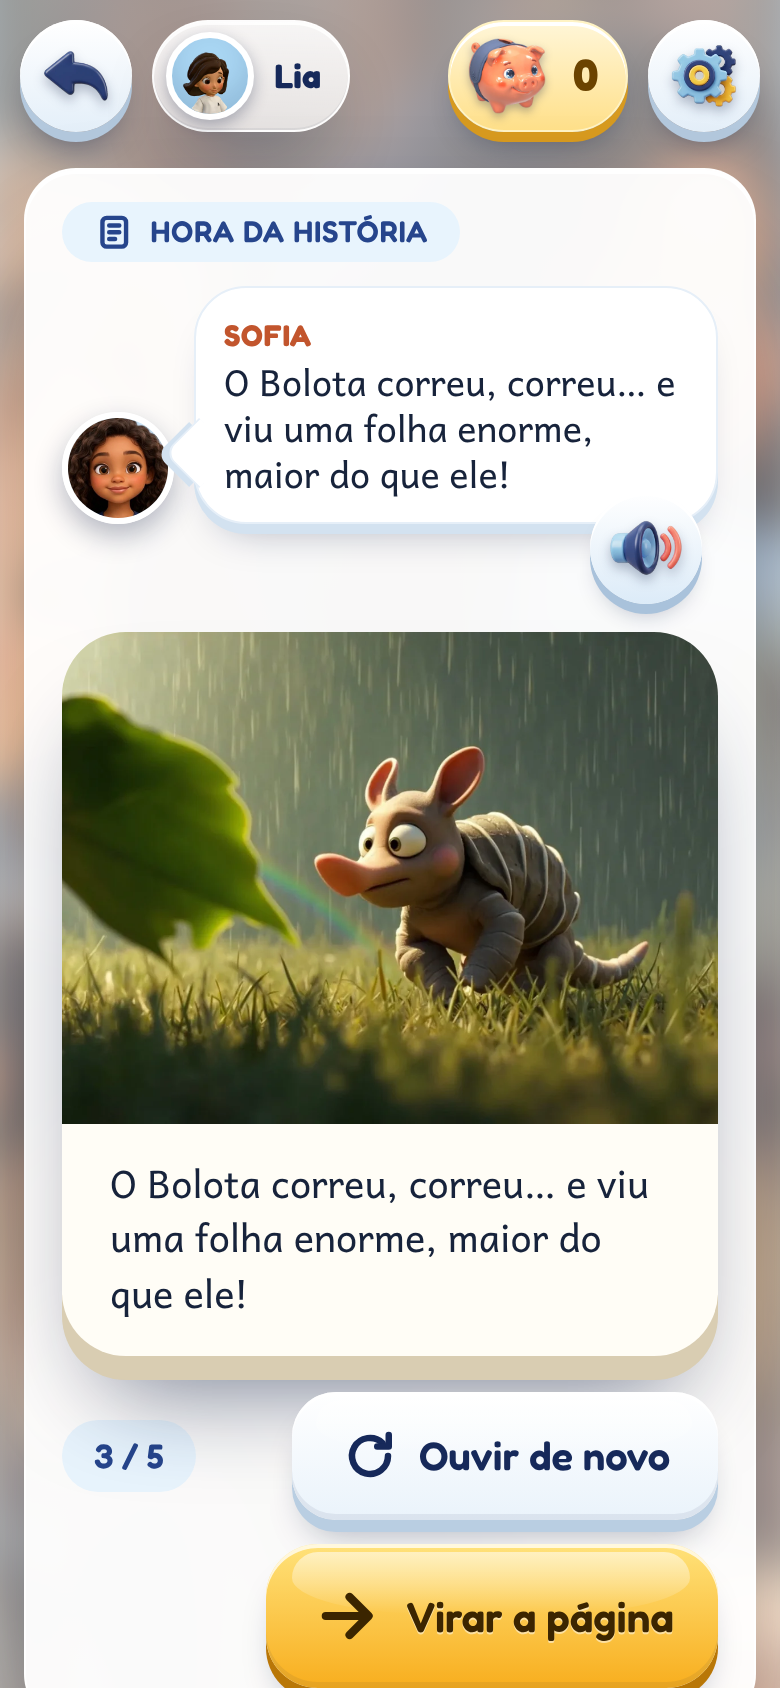 Lia
0
HORA DA HISTÓRIA
SOFIA
O Bolota correu, correu... e
viu uma folha enorme,
maior do que ele!
O Bolota correu, correu... e viu
uma folha enorme, maior do
que ele!
3 / 5
Ouvir de novo
Virar a página